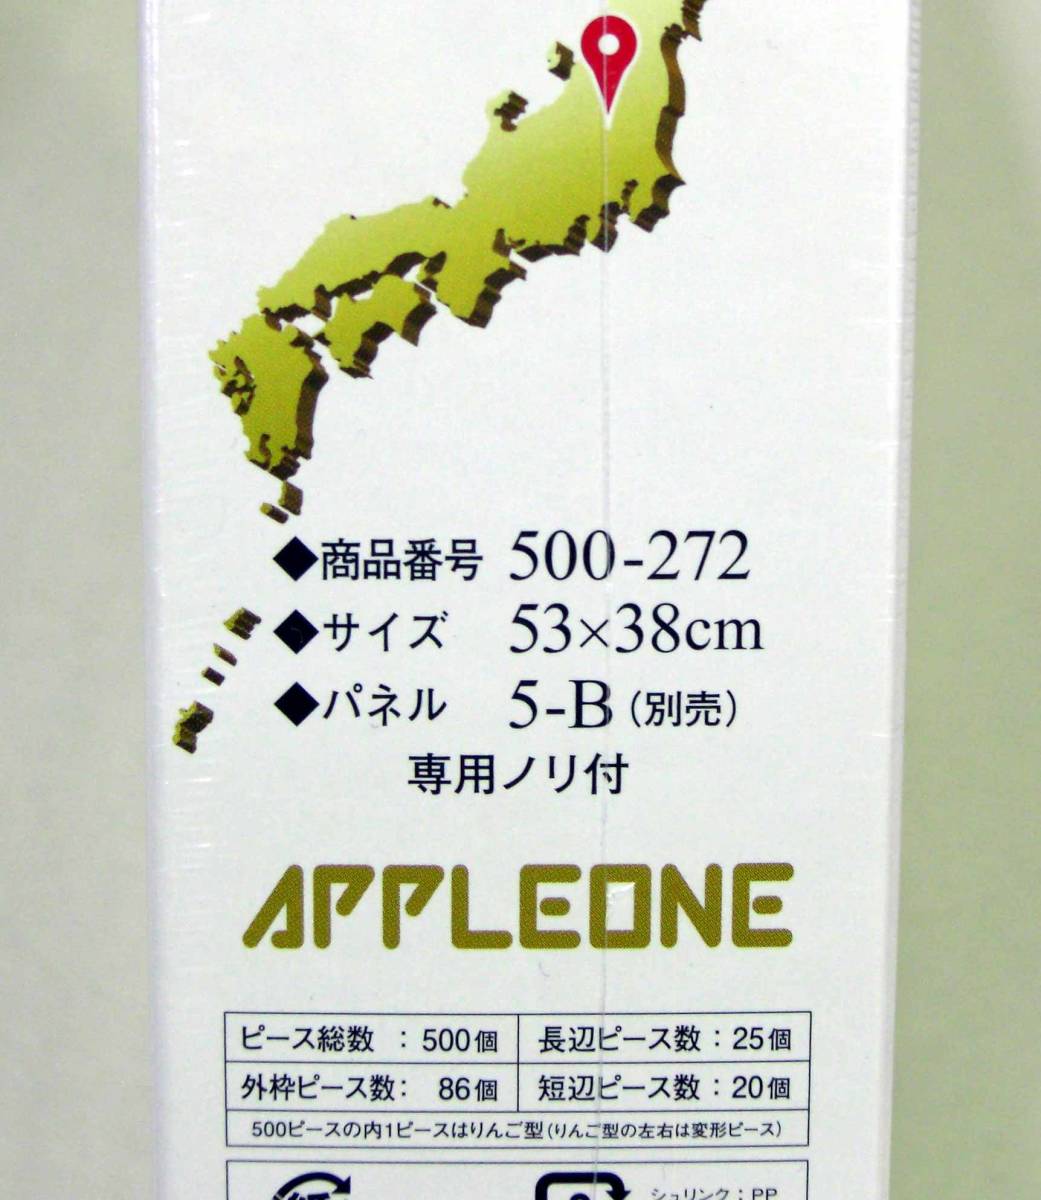 ◆商品番号 500-272
◆サイズ 53×38cm
◆パネル 5-B（別売）
専用ノリ付
APPLEONE
ピース総数 : 500個 長辺ピース数 : 25個
外枠ピース数 : 86個 短辺ピース数 : 20個
500ピースの内1ピースはりんご型(りんご型の左右は変形ピース)
シュリンク : PP